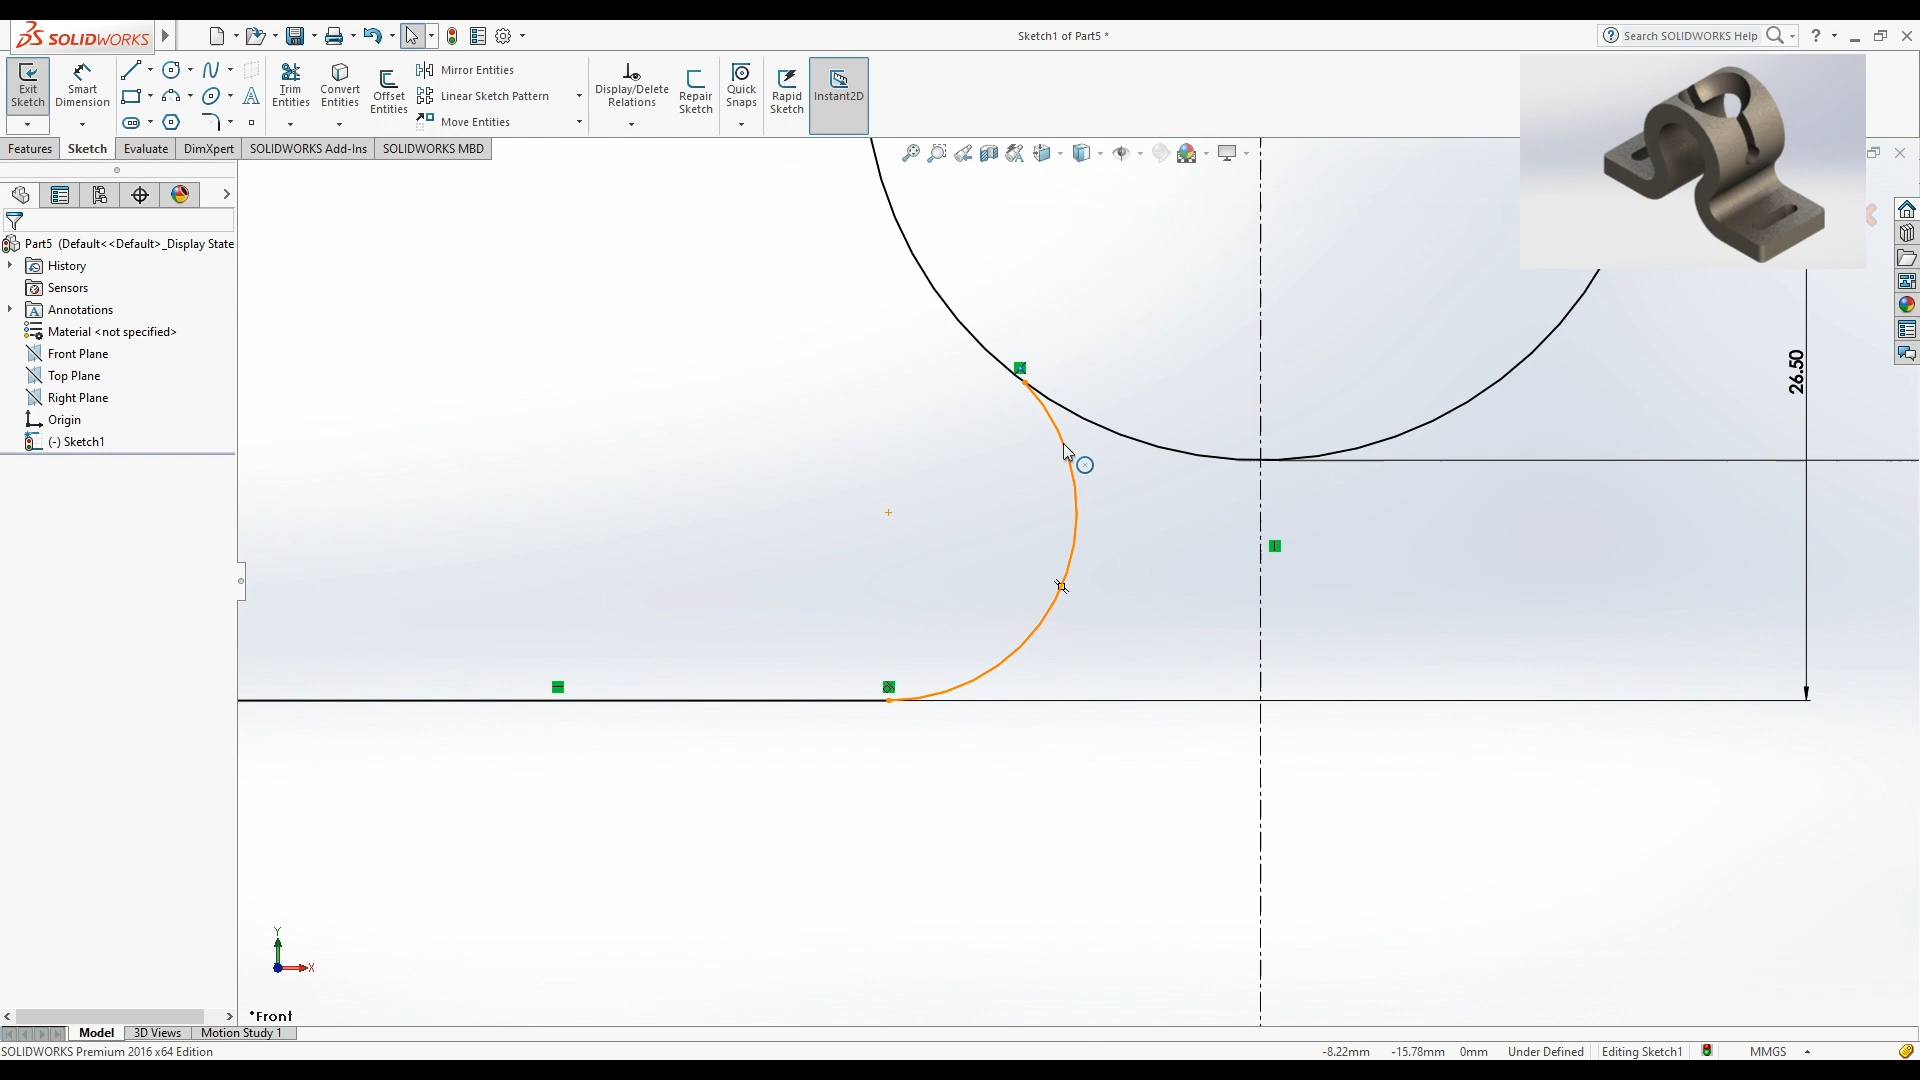 SOLIDWORKS
Sketch1 of Part5 *
Search SOLIDWORKS Help
Exit Sketch
Smart Dimension
Trim Entities
Convert Entities
Offset Entities
Mirror Entities
Linear Sketch Pattern
Move Entities
Display/Delete Relations
Repair Sketch
Quick Snaps
Rapid Sketch
Instant2D
Features
Sketch
Evaluate
DimXpert
SOLIDWORKS Add-Ins
SOLIDWORKS MBD
Part5 (Default<<Default>_Display State
History
Sensors
Annotations
Material <not specified>
Front Plane
Top Plane
Right Plane
Origin
(-) Sketch1
26.50
Y
X
*Front
Model
3D Views
Motion Study 1
SOLIDWORKS Premium 2016 x64 Edition
-8.22mm
-15.78mm
0mm
Under Defined
Editing Sketch1
MMGS